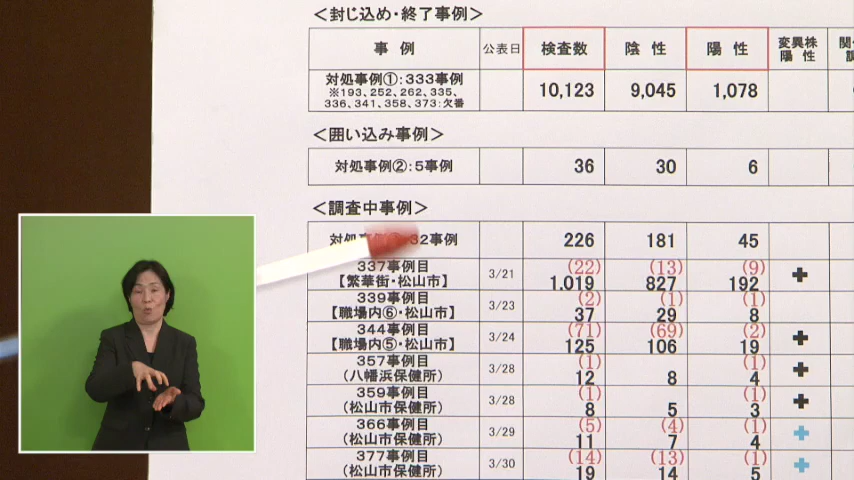 ＜封じ込め・終了事例＞
事 例 公表日 検査数 陰 性 陽 性 変異株 陽 性
対処事例①：333事例 10,123 9,045 1,078
※193、252、262、335、
336、341、358、373：欠番
＜囲い込み事例＞
対処事例②：5事例 36 30 6
＜調査中事例＞
対処事 32事例 226 181 45
337事例目 (22) (13) (9)
【繁華街・松山市】 3/21 1,019 827 192 ✚
339事例目 (2) (1) (1)
【職場内⑥・松山市】 3/23 37 29 8
344事例目 (71) (69) (2)
【職場内⑤・松山市】 3/24 125 106 19 ✚
357事例目 (1) (1)
（八幡浜保健所） 3/28 12 8 4 ✚
359事例目 (1) (1)
（松山市保健所） 3/28 8 5 3 ✚
366事例目 (5) (4) (1)
（松山市保健所） 3/29 11 7 4 ✚
377事例目 (14) (13) (1)
（松山市保健所） 3/30 19 14 5 ✚